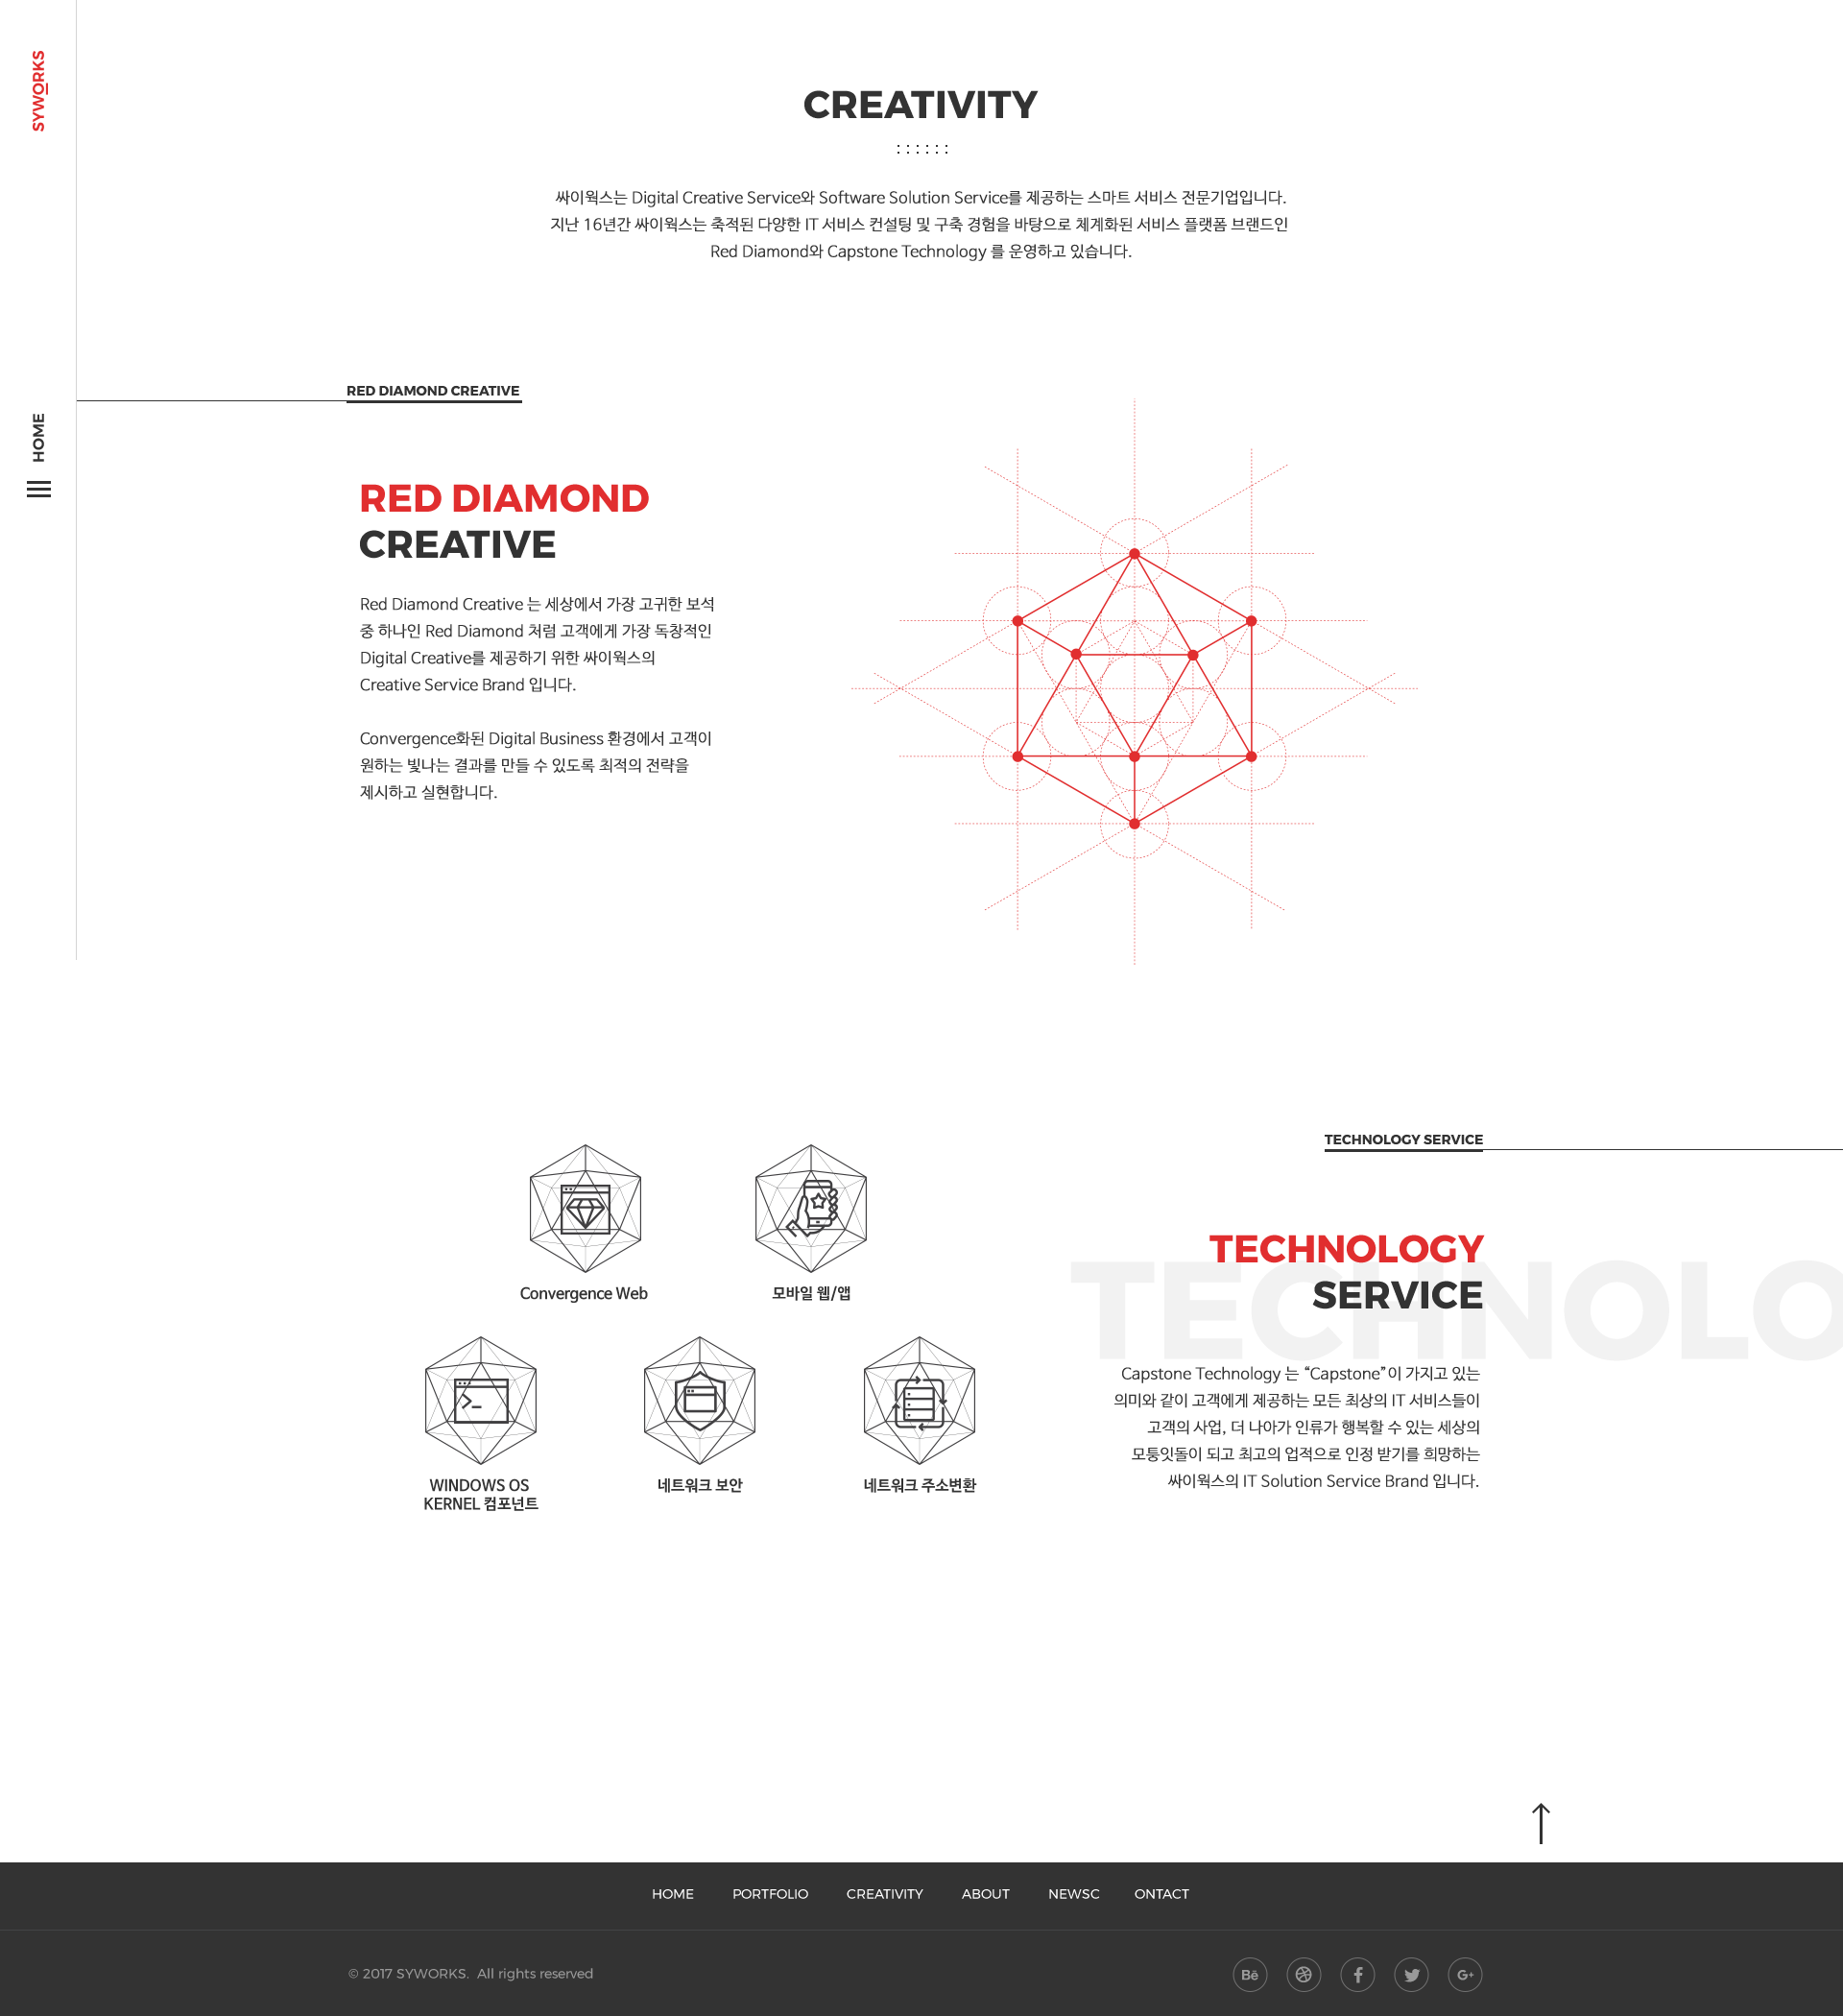 SYWORKS
CREATIVITY
싸이웍스는 Digital Creative Service와 Software Solution Service를 제공하는 스마트 서비스 전문기업입니다.
지난 16년간 싸이웍스는 축적된 다양한 IT 서비스 컨설팅 및 구축 경험을 바탕으로 체계화된 서비스 플랫폼 브랜드인
Red Diamond와 Capstone Technology 를 운영하고 있습니다.
HOME
RED DIAMOND CREATIVE
RED DIAMOND
CREATIVE
Red Diamond Creative 는 세상에서 가장 고귀한 보석
중 하나인 Red Diamond 처럼 고객에게 가장 독창적인
Digital Creative를 제공하기 위한 싸이웍스의
Creative Service Brand 입니다.
Convergence화된 Digital Business 환경에서 고객이
원하는 빛나는 결과를 만들 수 있도록 최적의 전략을
제시하고 실현합니다.
Convergence Web
모바일 웹/앱
WINDOWS OS
KERNEL 컴포넌트
네트워크 보안
네트워크 주소변환
TECHNOLOGY SERVICE
TECHNOLO
TECHNOLOGY
SERVICE
Capstone Technology 는 “Capstone”이 가지고 있는
의미와 같이 고객에게 제공하는 모든 최상의 IT 서비스들이
고객의 사업, 더 나아가 인류가 행복할 수 있는 세상의
모퉁잇돌이 되고 최고의 업적으로 인정 받기를 희망하는
싸이웍스의 IT Solution Service Brand 입니다.
HOME PORTFOLIO CREATIVITY ABOUT NEWSC ONTACT
© 2017 SYWORKS. All rights reserved
Bē
G+